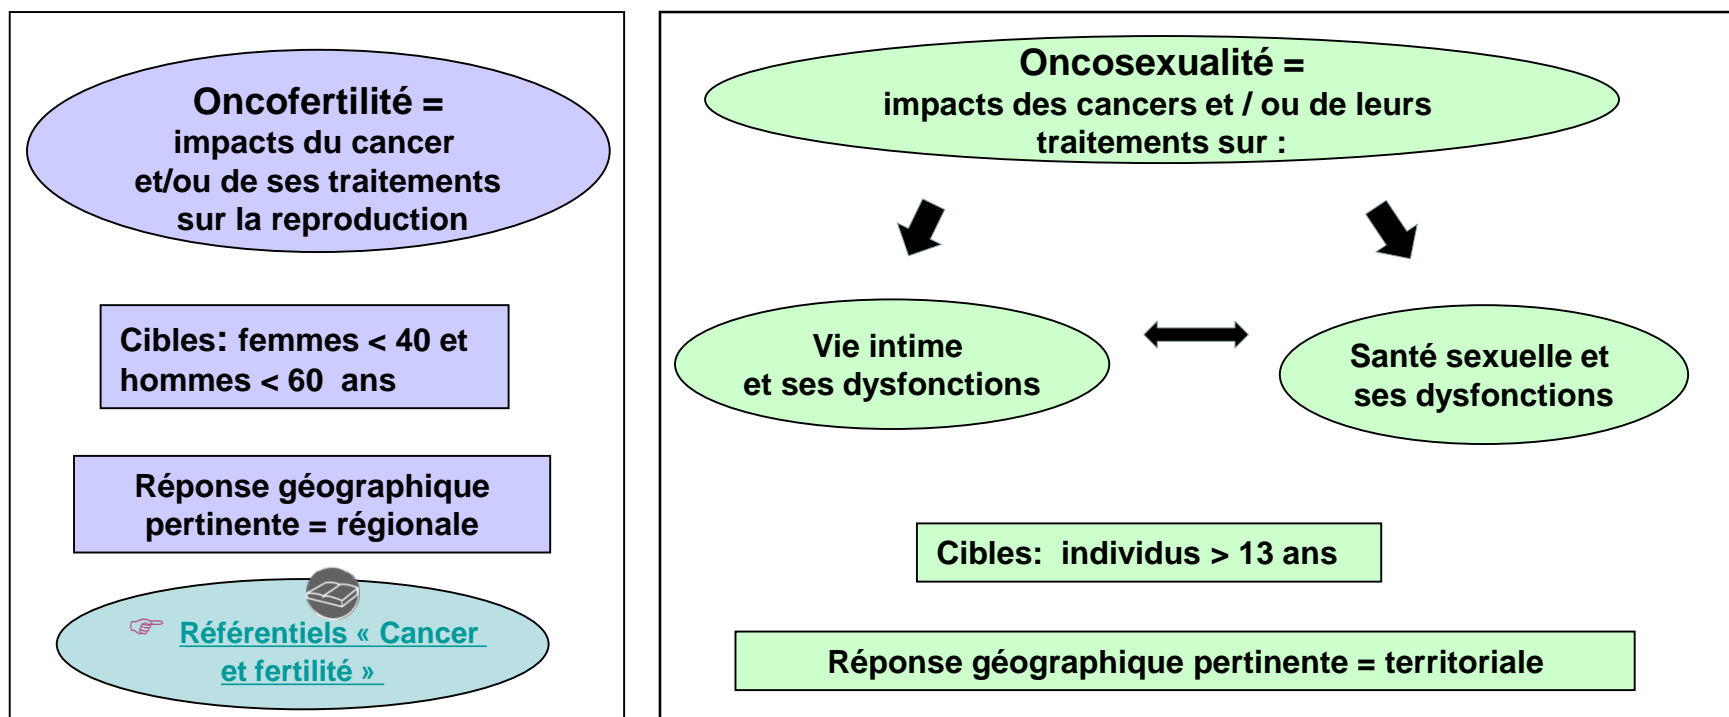 Oncofertilité =
impacts du cancer
et/ou de ses traitements
sur la reproduction
Cibles: femmes < 40 et
hommes < 60 ans
Réponse géographique
pertinente = régionale
☞ Référentiels « Cancer
et fertilité »
Oncosexualité =
impacts des cancers et / ou de leurs
traitements sur :
Vie intime
et ses dysfonctions
Santé sexuelle et
ses dysfonctions
Cibles: individus > 13 ans
Réponse géographique pertinente = territoriale